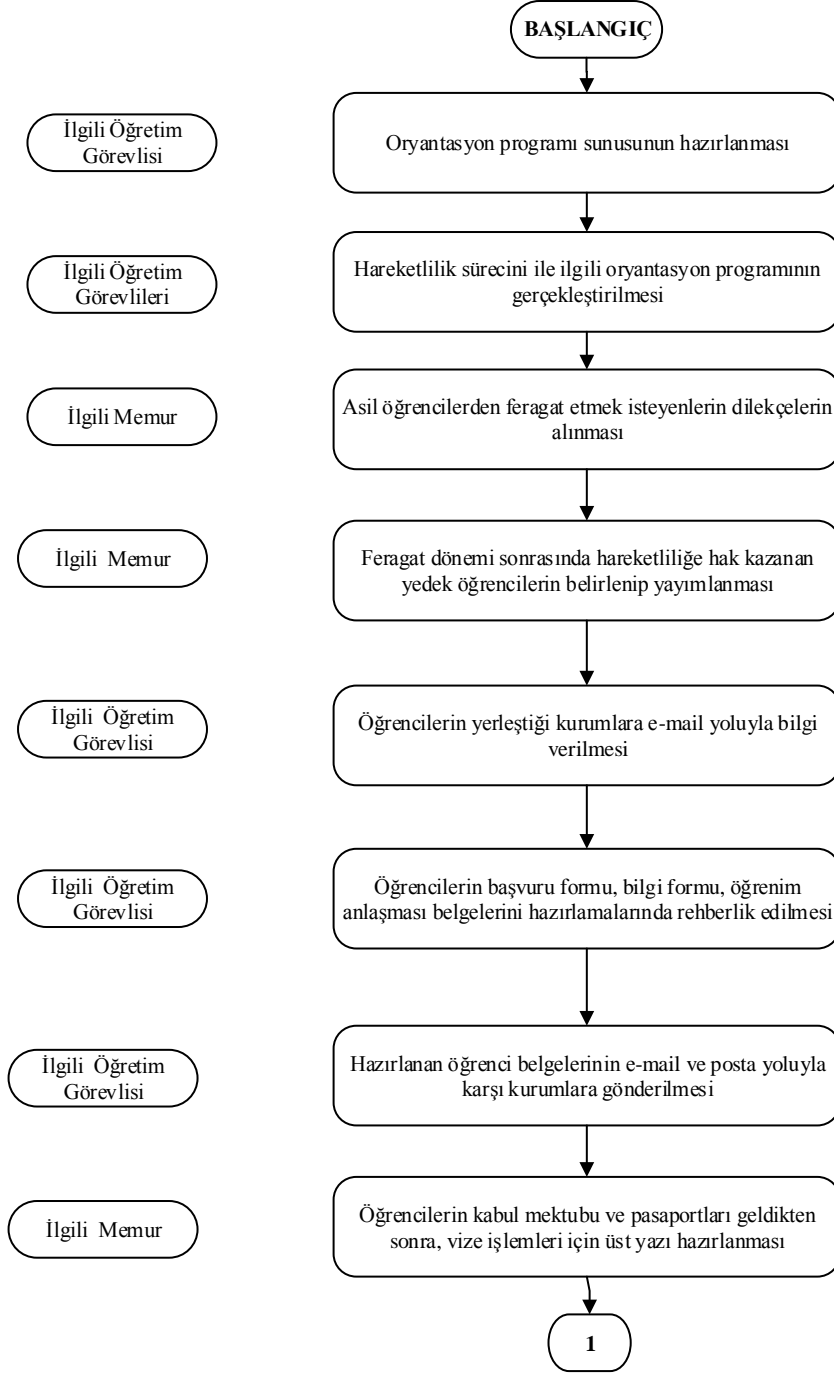 BAŞLANGIÇ
İlgili Öğretim
Görevlisi
Oryantasyon programı sunusunun hazırlanması
İlgili Öğretim
Görevlileri
Hareketlilik sürecini ile ilgili oryantasyon programının
gerçekleştirilmesi
İlgili Memur
Asil öğrencilerden feragat etmek isteyenlerin dilekçelerin
alınması
İlgili Memur
Feragat dönemi sonrasında hareketliliğe hak kazanan
yedek öğrencilerin belirlenip yayımlanması
İlgili Öğretim
Görevlisi
Öğrencilerin yerleştiği kurumlara e-mail yoluyla bilgi
verilmesi
İlgili Öğretim
Görevlisi
Öğrencilerin başvuru formu, bilgi formu, öğrenim
anlaşması belgelerini hazırlamalarında rehberlik edilmesi
İlgili Öğretim
Görevlisi
Hazırlanan öğrenci belgelerinin e-mail ve posta yoluyla
karşı kurumlara gönderilmesi
İlgili Memur
Öğrencilerin kabul mektubu ve pasaportları geldikten
sonra, vize işlemleri için üst yazı hazırlanması
1